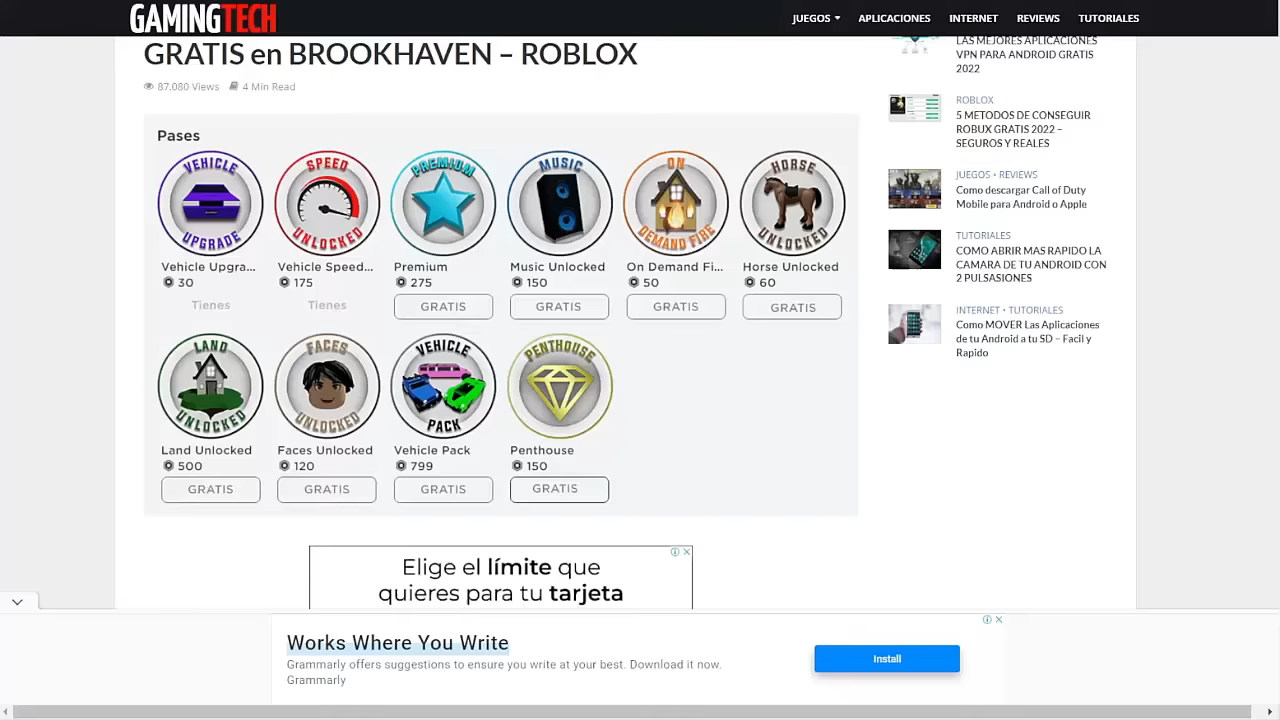 GAMINGTECH
JUEGOS
APLICACIONES
INTERNET
REVIEWS
TUTORIALES
GRATIS en BROOKHAVEN – ROBLOX
87,080 Views
4 Min Read
Pases
VEHICLE
UPGRADE
SPEED
UNLOCKED
PREMIUM
MUSIC
UNLOCKED
ON
DEMAND FIRE
HORSE
UNLOCKED
Vehicle Upgra...
Vehicle Speed...
Premium
Music Unlocked
On Demand Fi...
Horse Unlocked
30
175
275
150
50
60
Tienes
Tienes
GRATIS
GRATIS
GRATIS
GRATIS
LAND
UNLOCKED
FACES
UNLOCKED
VEHICLE
PACK
PENTHOUSE
Land Unlocked
Faces Unlocked
Vehicle Pack
Penthouse
500
120
799
150
GRATIS
GRATIS
GRATIS
GRATIS
LAS MEJORES APLICACIONES
VPN PARA ANDROID GRATIS
2022
ROBLOX
5 METODOS DE CONSEGUIR
ROBUX GRATIS 2022 –
SEGUROS Y REALES
JUEGOS • REVIEWS
Como descargar Call of Duty
Mobile para Android o Apple
TUTORIALES
COMO ABRIR MAS RAPIDO LA
CAMARA DE TU ANDROID CON
2 PULSASIONES
INTERNET • TUTORIALES
Como MOVER Las Aplicaciones
de tu Android a tu SD – Facil y
Rapido
Elige el límite que
quieres para tu tarjeta
Works Where You Write
Grammarly offers suggestions to ensure you write at your best. Download it now.
Grammarly
Install